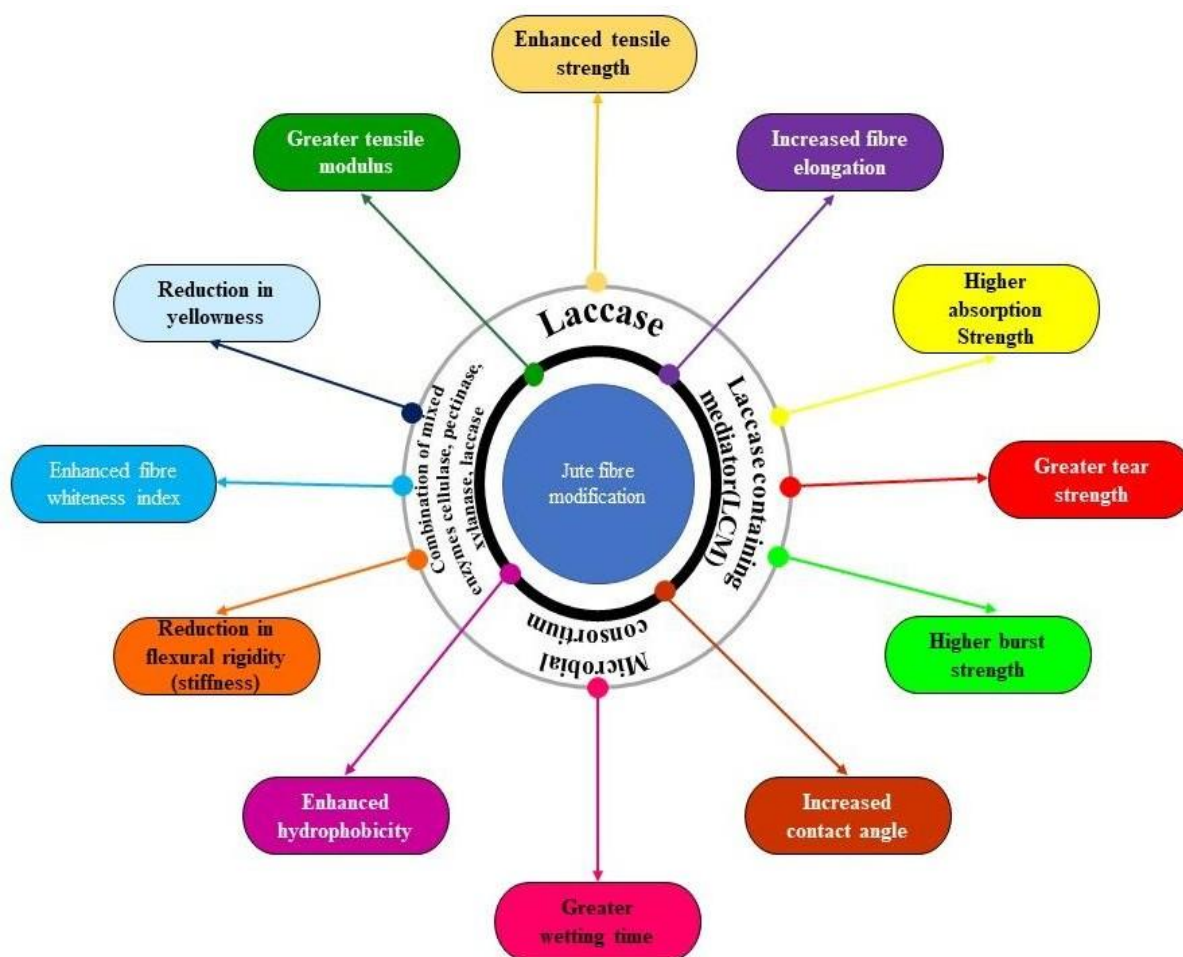 Enhanced tensile
strength
Greater tensile
modulus
Increased fibre
elongation
Reduction in
yellowness
Higher
absorption
Strength
Laccase
Combination of mixed
enzymes cellulase, pectinase,
xylanase, laccase
Jute fibre
modification
Laccase containing
mediator(LCM)
Enhanced fibre
whiteness index
Greater tear
strength
Reduction in
flexural rigidity
(stiffness)
Microbial
consortium
Higher burst
strength
Enhanced
hydrophobicity
Increased
contact angle
Greater
wetting time